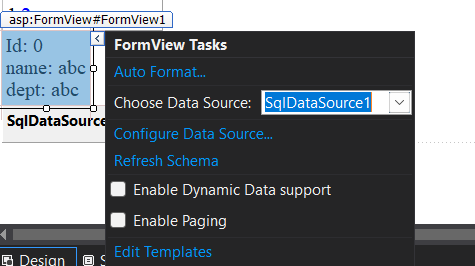 asp:FormView#FormView1
Id: 0
name: abc
dept: abc
SqlDataSource
FormView Tasks
Auto Format...
Choose Data Source: SqlDataSource1
Configure Data Source...
Refresh Schema
Enable Dynamic Data support
Enable Paging
Edit Templates
Design
S